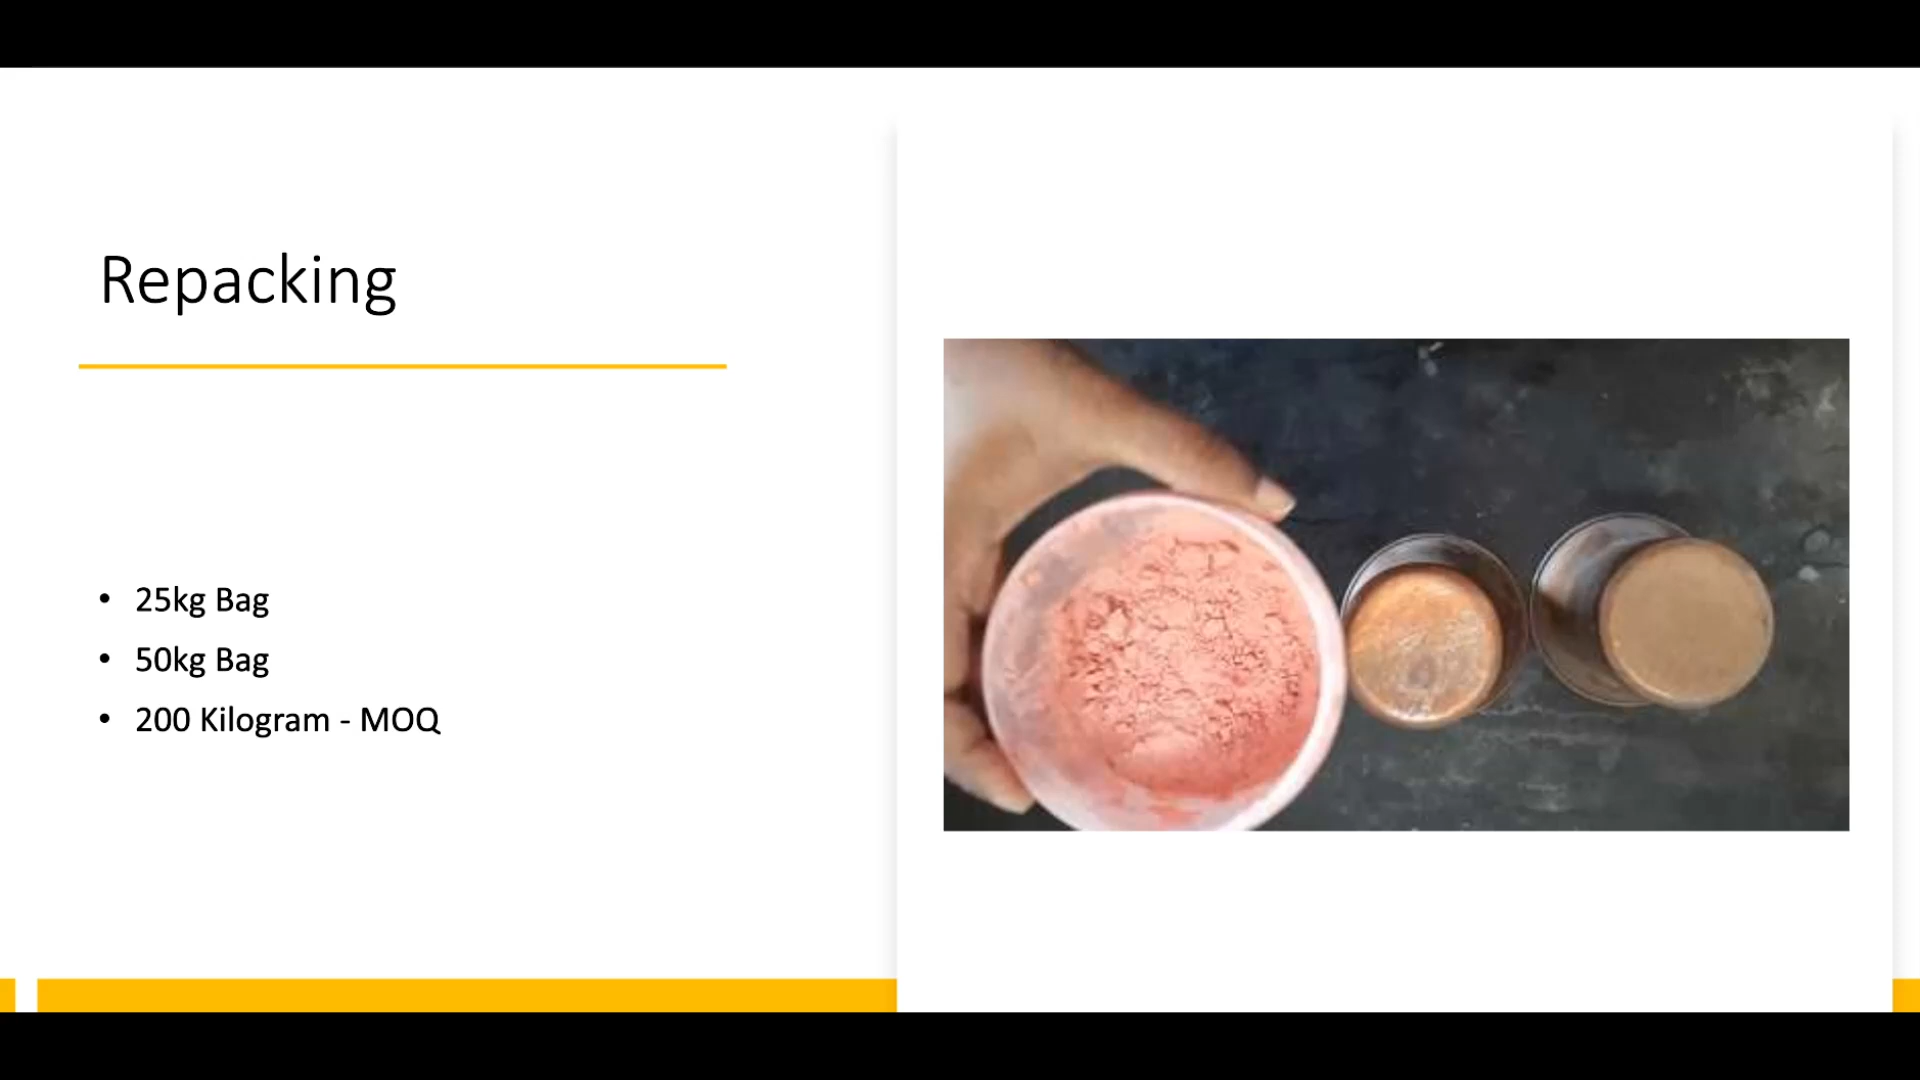 Repacking
• 25kg Bag
• 50kg Bag
• 200 Kilogram - MOQ